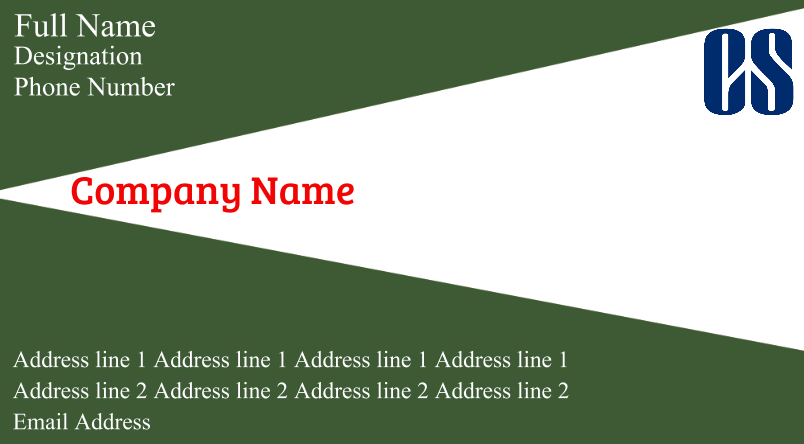 Full Name
Designation
Phone Number
CS
Company Name
Address line 1 Address line 1 Address line 1 Address line 1
Address line 2 Address line 2 Address line 2 Address line 2
Email Address